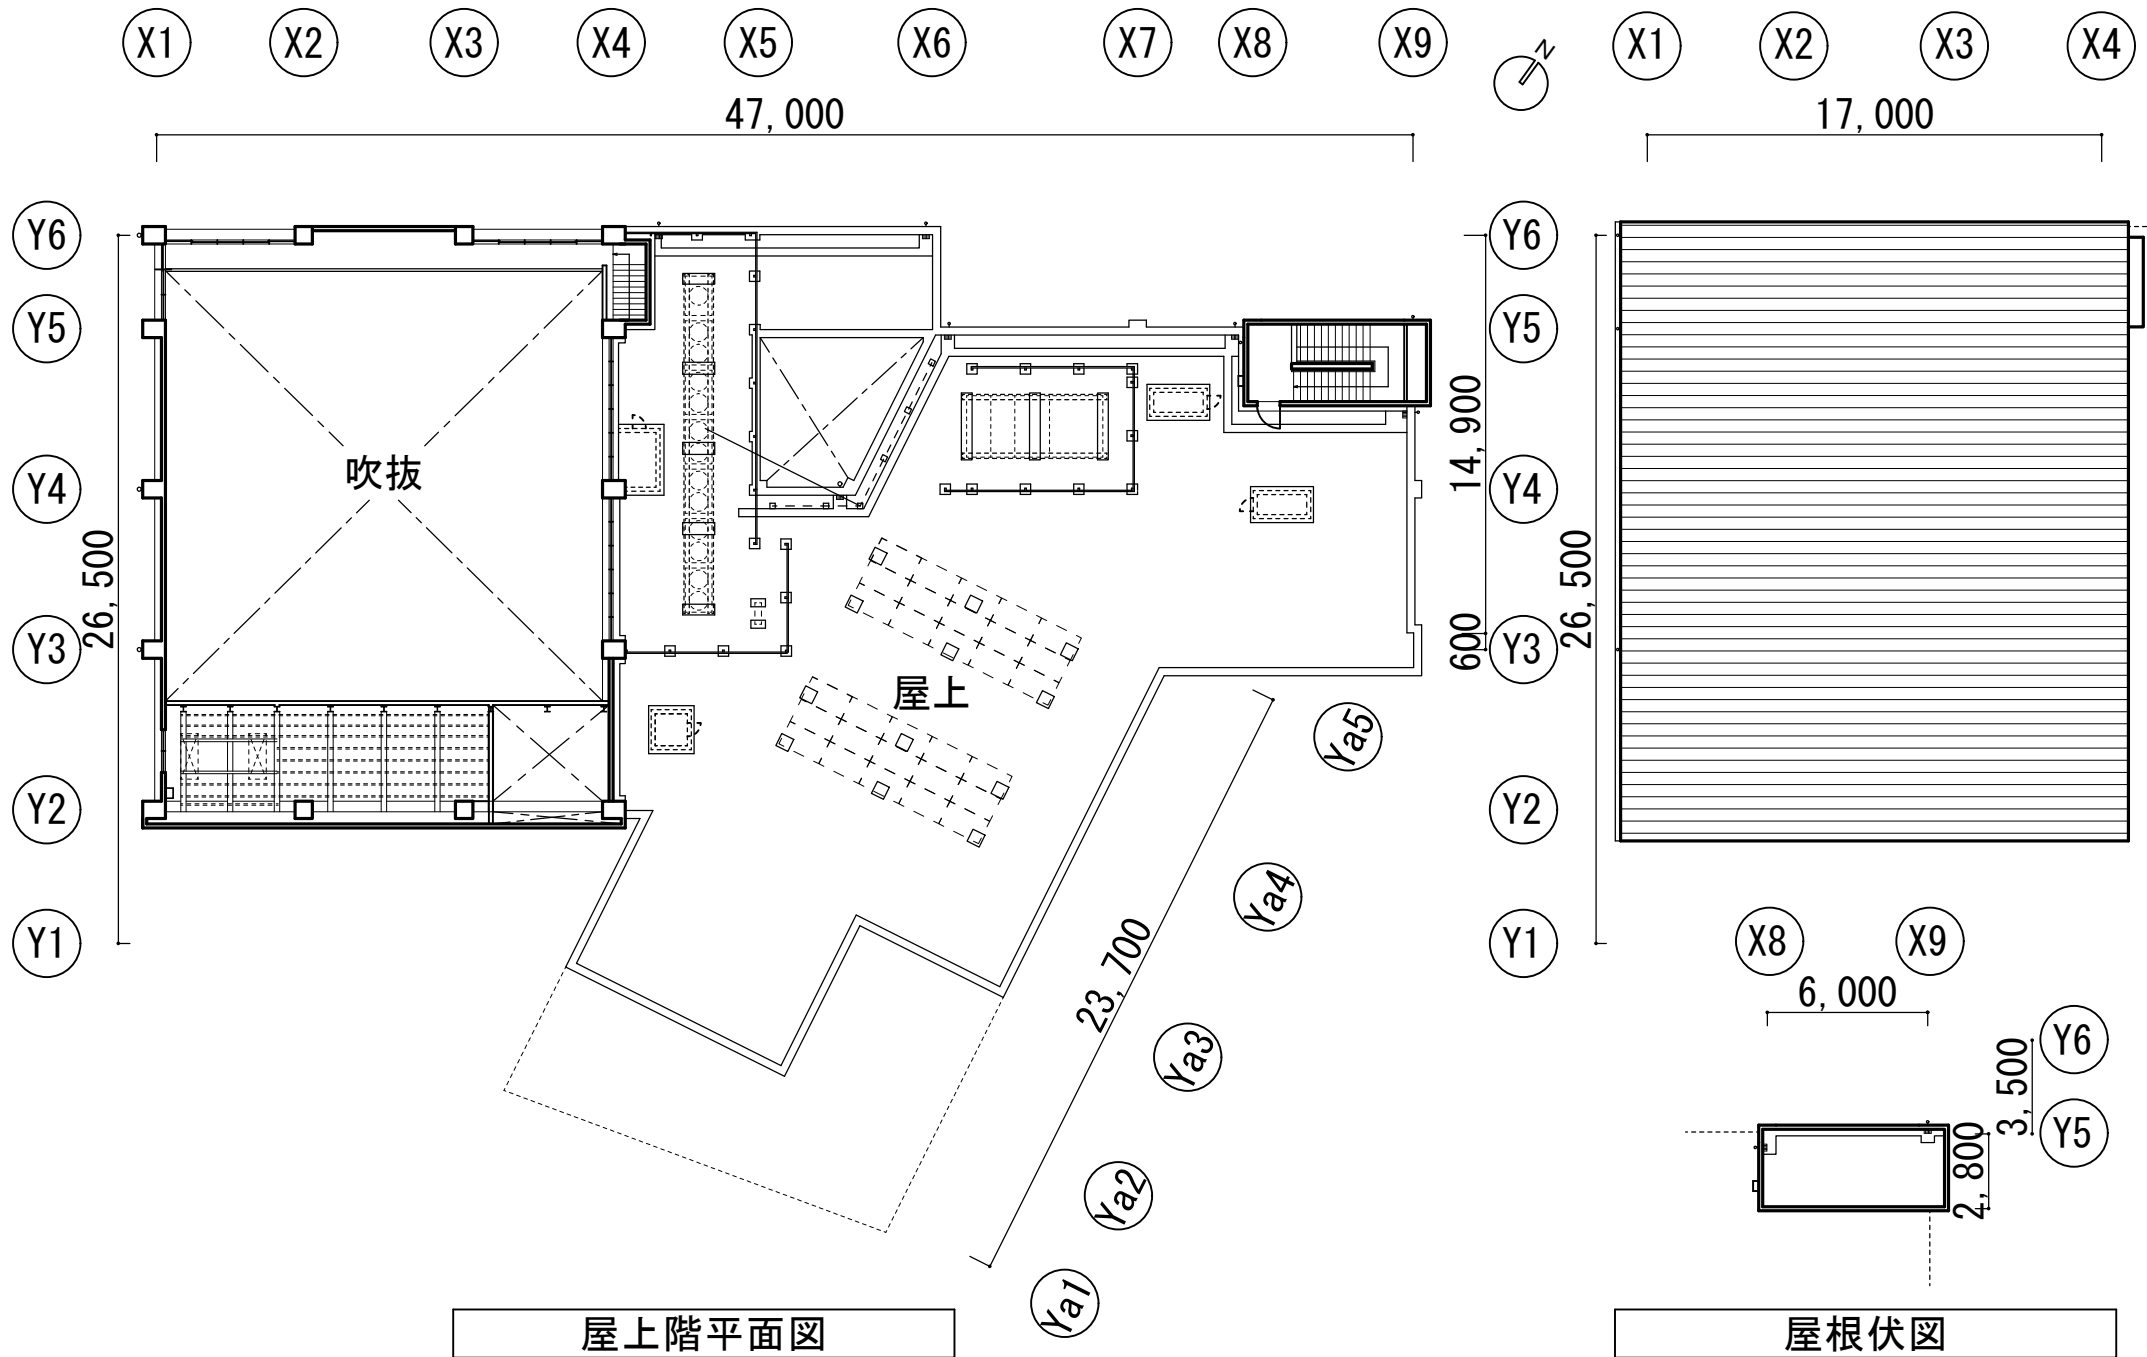 X1 X2 X3 X4 X5 X6 X7 X8 X9
N
X1 X2 X3 X4
47,000
17,000
Y6
Y5
Y4
Y3
Y2
Y1
26,500
吹抜
屋上
Y6
Y5
Y4
Y3
Y2
Y1
14,900
600
26,500
Ya5
Ya4
Ya3
Ya2
Ya1
23,700
X8 X9
6,000
Y6
Y5
3,500
2,800
屋上階平面図
屋根伏図